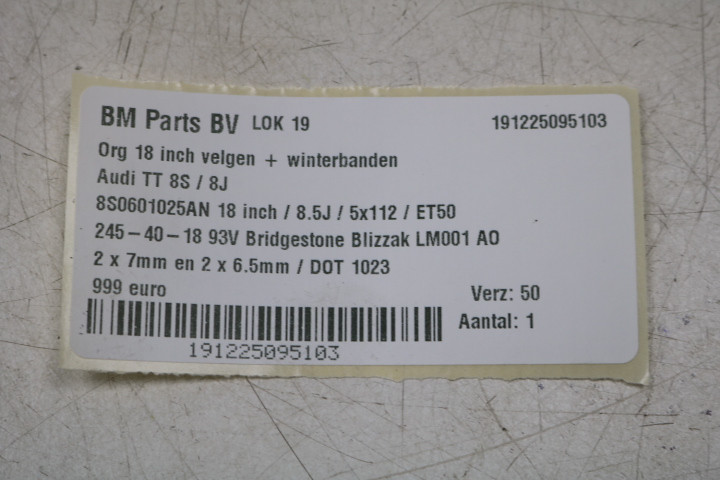 BM Parts BV LOK 19 191225095103
Org 18 inch velgen + winterbanden
Audi TT 8S / 8J
8S0601025AN 18 inch / 8.5J / 5x112 / ET50
245-40-18 93V Bridgestone Blizzak LM001 AO
2 x 7mm en 2 x 6.5mm / DOT 1023
999 euro Verz: 50
Aantal: 1
191225095103